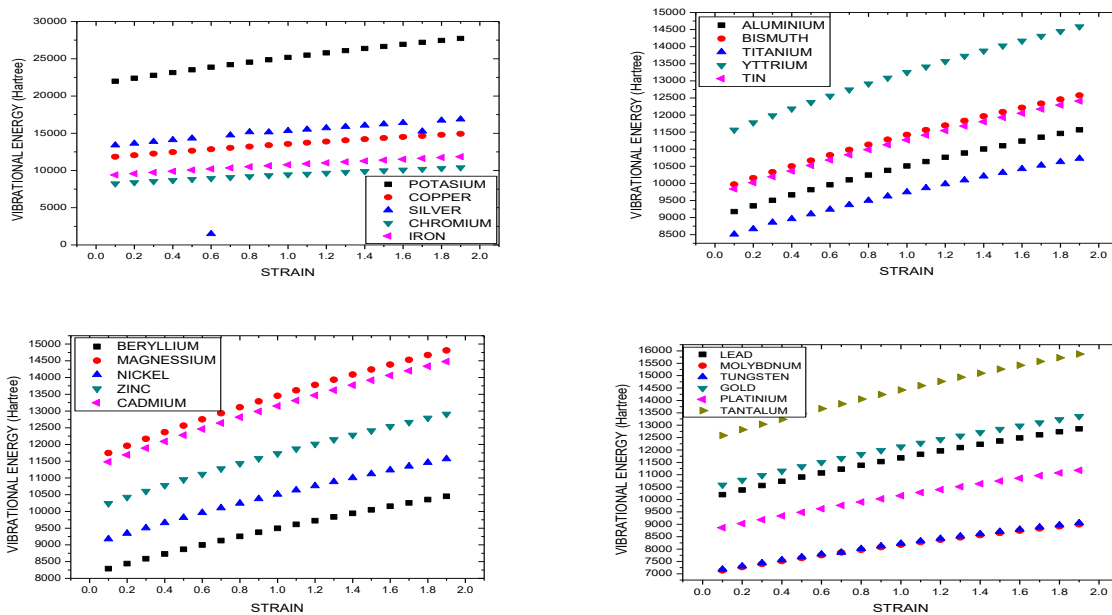 VIBRATIONAL ENERGY (Hartree)
30000
25000
20000
15000
10000
5000
0
POTASIUM
COPPER
SILVER
CHROMIUM
IRON
0.0 0.2 0.4 0.6 0.8 1.0 1.2 1.4 1.6 1.8 2.0
STRAIN
VIBRATIONAL ENERGY (Hartree)
15000
14500
14000
13500
13000
12500
12000
11500
11000
10500
10000
9500
9000
8500
ALUMINIUM
BISMUTH
TITANIUM
YTTRIUM
TIN
0.0 0.2 0.4 0.6 0.8 1.0 1.2 1.4 1.6 1.8 2.0
STRAIN
VIBRATIONAL ENERGY (Hartree)
15000
14500
14000
13500
13000
12500
12000
11500
11000
10500
10000
9500
9000
8500
8000
BERYLLIUM
MAGNESSIUM
NICKEL
ZINC
CADMIUM
0.0 0.2 0.4 0.6 0.8 1.0 1.2 1.4 1.6 1.8 2.0
STRAIN
VIBRATIONAL ENERGY (Hartree)
16000
15500
15000
14500
14000
13500
13000
12500
12000
11500
11000
10500
10000
9500
9000
8500
8000
7500
7000
LEAD
MOLYBDNUM
TUNGSTEN
GOLD
PLATINIUM
TANTALUM
0.0 0.2 0.4 0.6 0.8 1.0 1.2 1.4 1.6 1.8 2.0
STRAIN